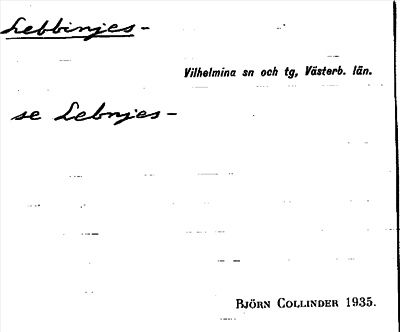 Lebbinjes-
Vilhelmina sn och tg, Västerb. län.
se Lebnjes-
BJÖRN COLLINDER 1935.